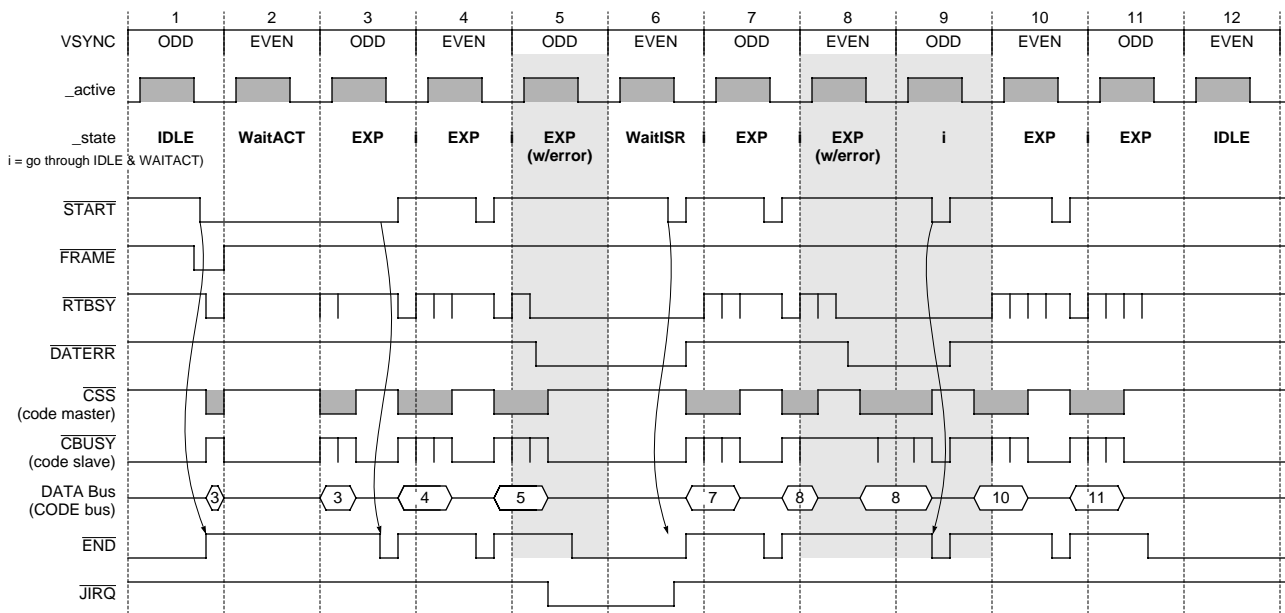 1 2 3 4 5 6 7 8 9 10 11 12
VSYNC ODD EVEN ODD EVEN ODD EVEN ODD EVEN ODD EVEN ODD EVEN
_active
_state IDLE WaitACT EXP i EXP i EXP WaitISR i EXP i EXP i EXP i EXP IDLE
(w/error) (w/error)
i = go through IDLE & WAITACT)
START
FRAME
RTBSY
DATERR
CSS
(code master)
CBUSY
(code slave)
DATA Bus 3 3 4 5 7 8 8 10 11
(CODE bus)
END
JIRQ